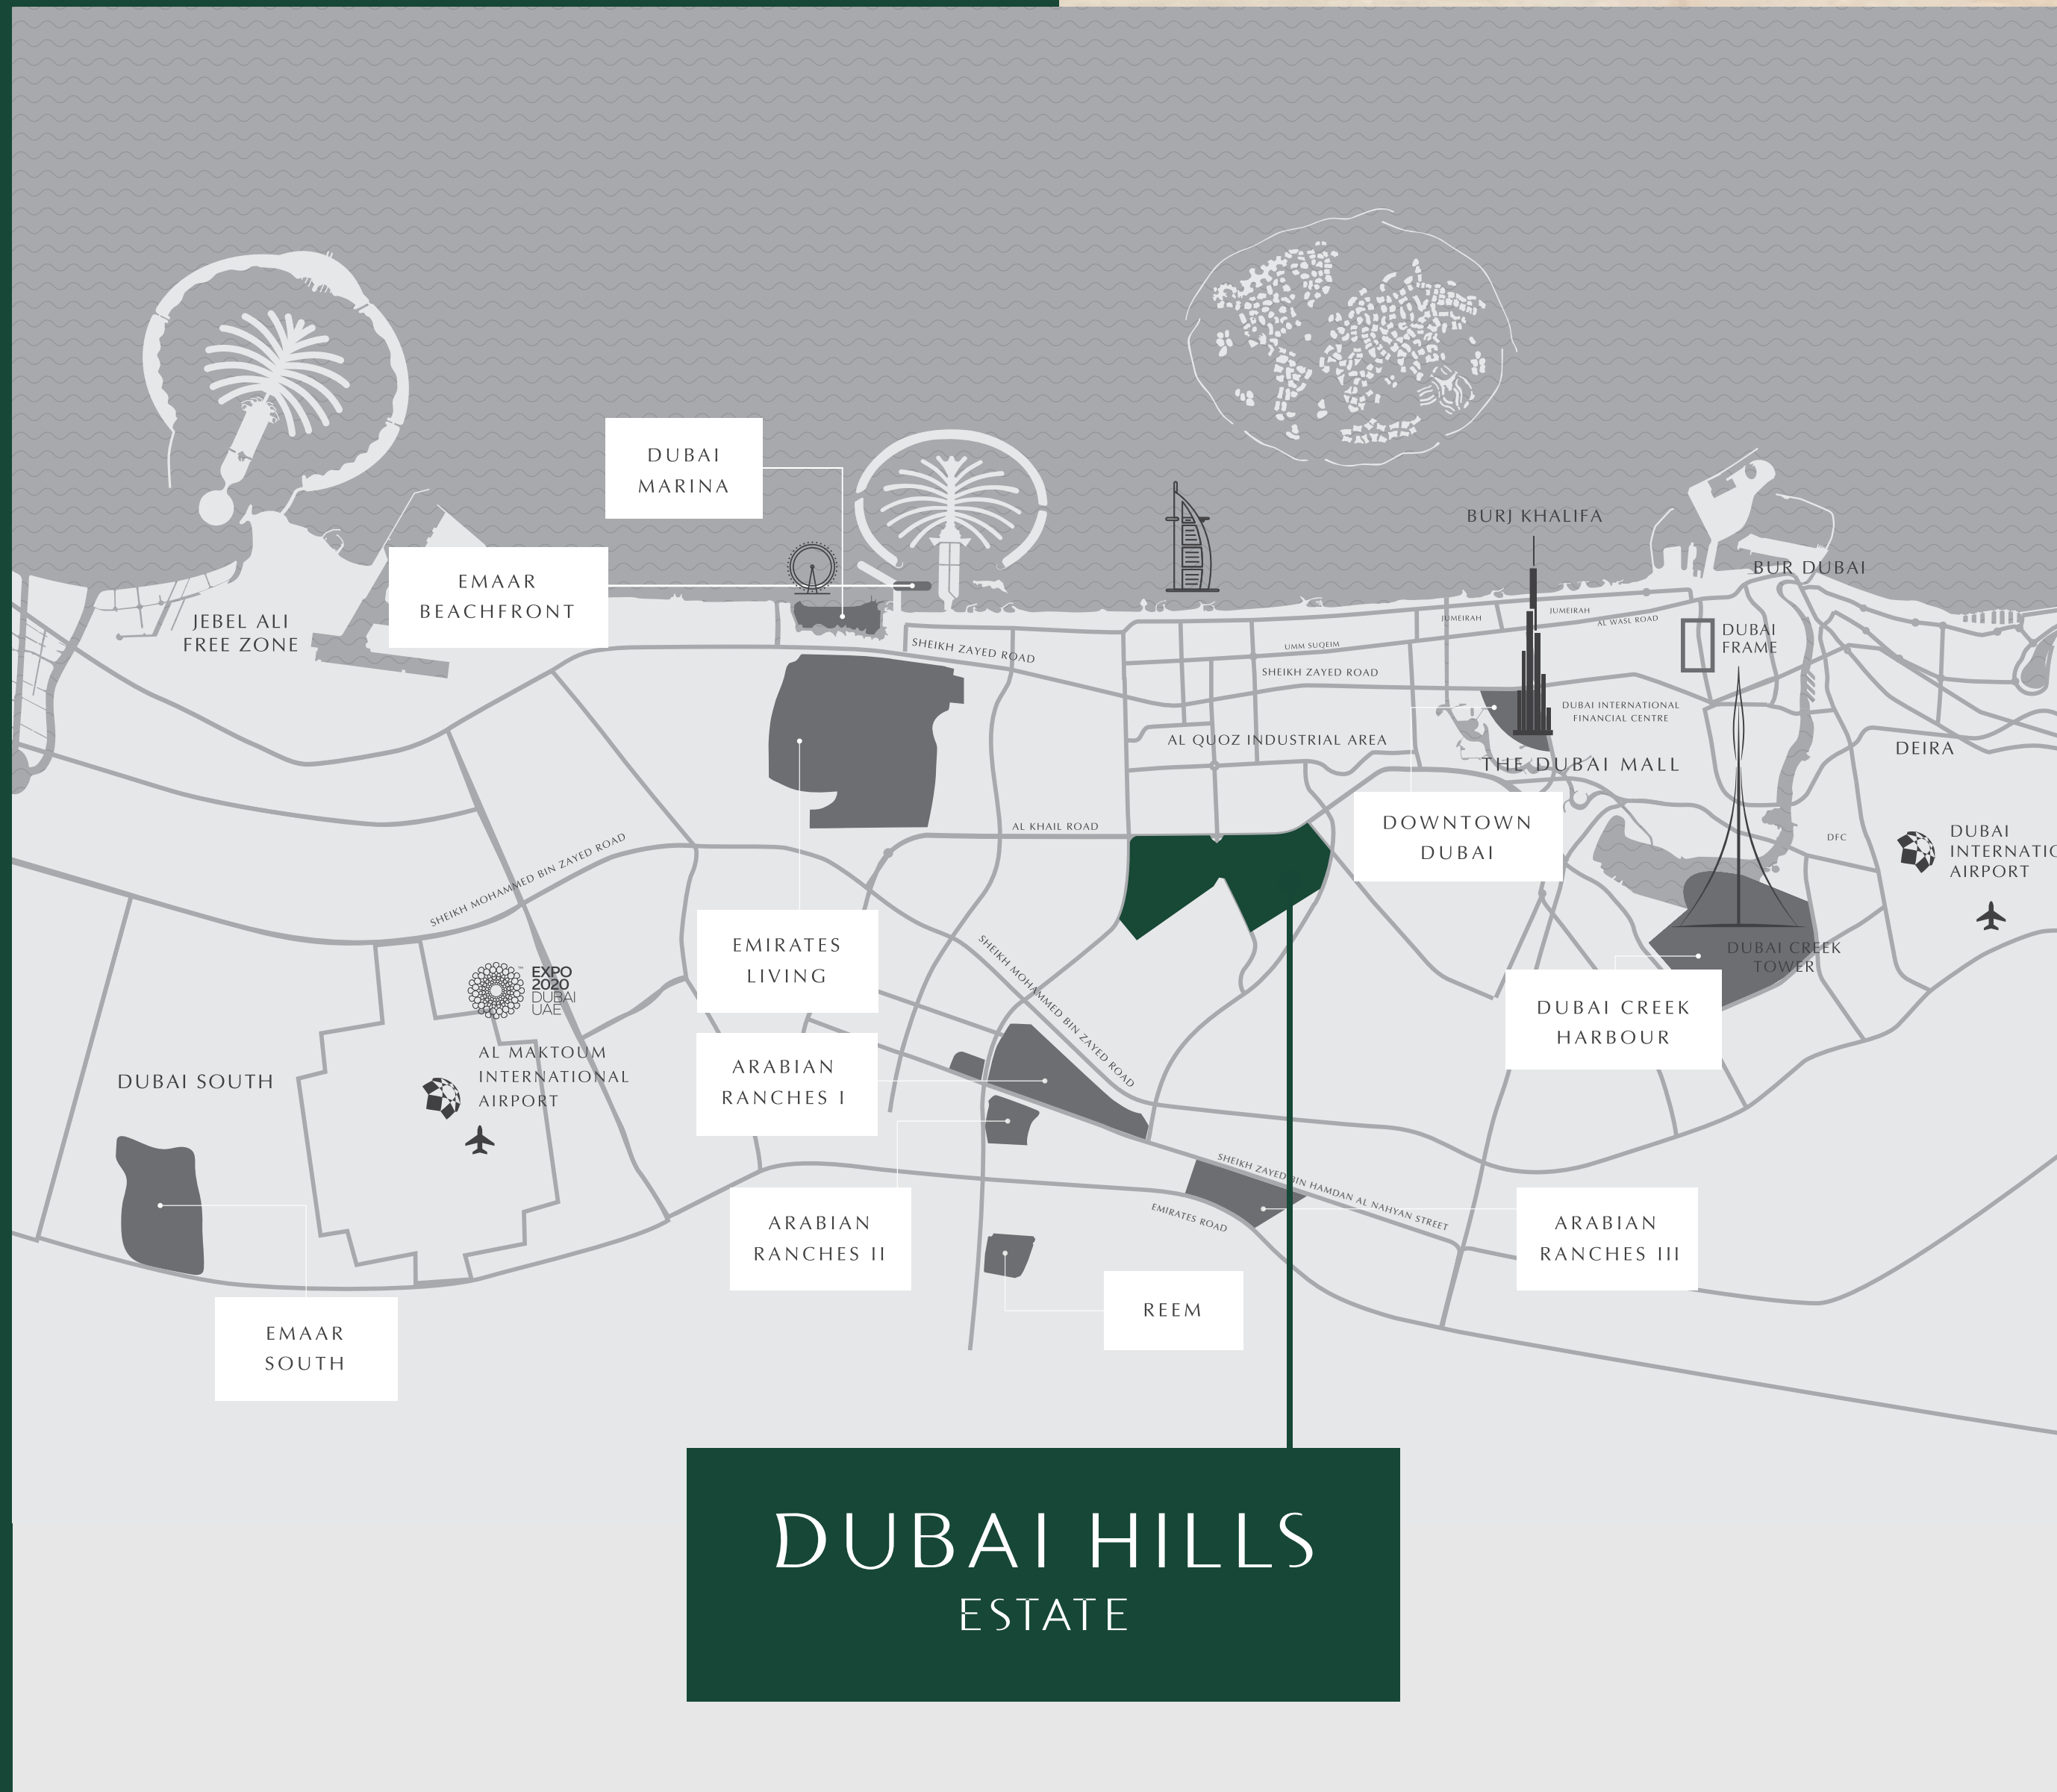 DUBAI
MARINA
BURJ KHALIFA
BUR DUBAI
EMAAR
BEACHFRONT
JEBEL ALI
FREE ZONE
JUMEIRAH
JUMEIRAH
AL WASL ROAD
DUBAI
FRAME
SHEIKH ZAYED ROAD
UMM SUQEIM
SHEIKH ZAYED ROAD
DUBAI INTERNATIONAL
FINANCIAL CENTRE
AL QUOZ INDUSTRIAL AREA
THE DUBAI MALL
DEIRA
AL KHAIL ROAD
DOWNTOWN
DUBAI
DFC
DUBAI
INTERNATIO
AIRPORT
SHEIKH MOHAMMED BIN ZAYED ROAD
EMIRATES
LIVING
SHEIKH MOHAMMED BIN ZAYED ROAD
DUBAI CREEK
TOWER
EXPO
2020
DUBAI
UAE
DUBAI CREEK
HARBOUR
AL MAKTOUM
INTERNATIONAL
AIRPORT
DUBAI SOUTH
ARABIAN
RANCHES I
SHEIKH ZAYED BIN HAMDAN AL NAHYAN STREET
EMIRATES ROAD
ARABIAN
RANCHES II
ARABIAN
RANCHES III
REEM
EMAAR
SOUTH
DUBAI HILLS
ESTATE